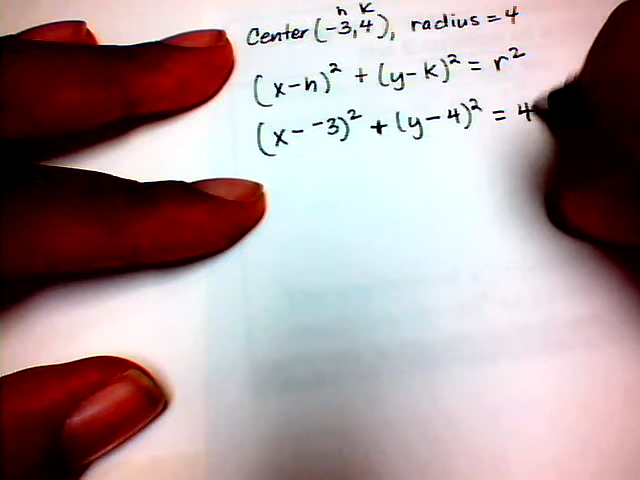 h k
Center (-3,4), radius = 4
(x-h)² + (y-k)² = r²
(x--3)² + (y-4)² = 4